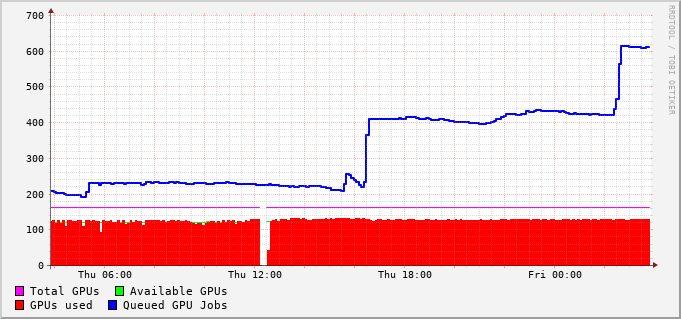 700
600
500
400
300
200
100
0
Thu 06:00 Thu 12:00 Thu 18:00 Fri 00:00
Total GPUs Available GPUs
GPUs used Queued GPU Jobs
RRDTOOL / TOBI OETIKER